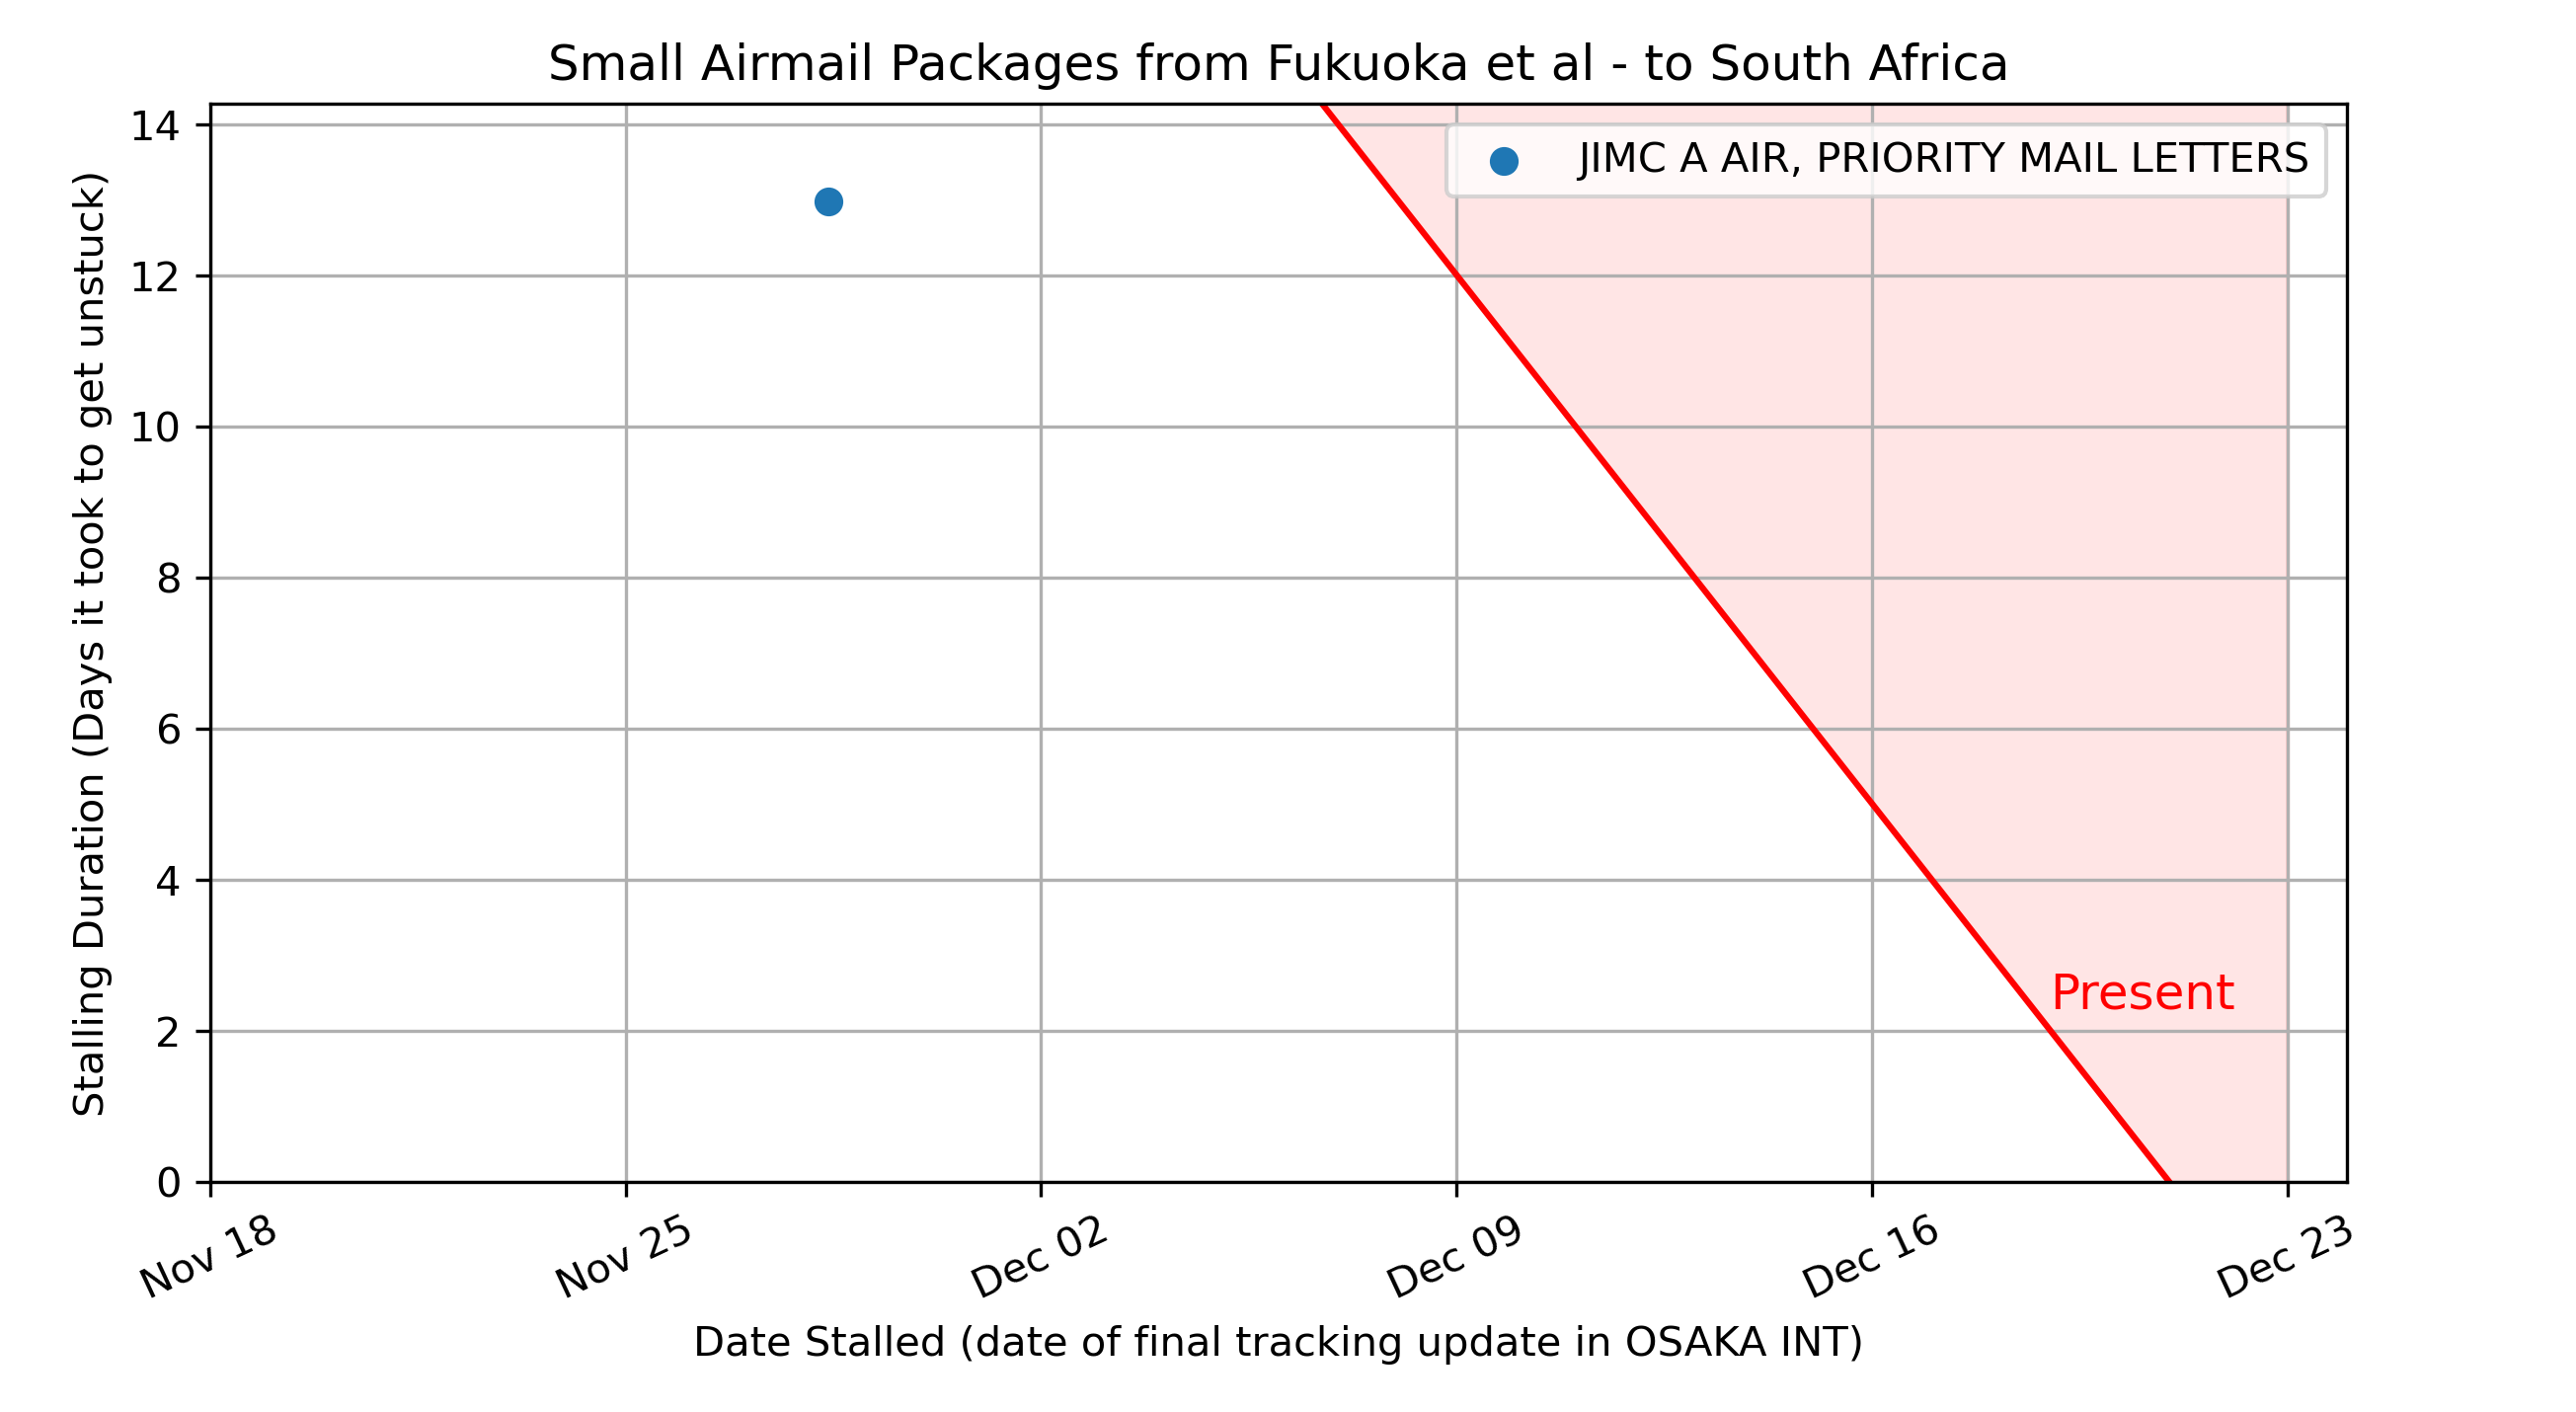 Small Airmail Packages from Fukuoka et al - to South Africa
JIMC A AIR, PRIORITY MAIL LETTERS
Stalling Duration (Days it took to get unstuck)
14
12
10
8
6
4
2
0
Present
Nov 18
Nov 25
Dec 02
Dec 09
Dec 16
Dec 23
Date Stalled (date of final tracking update in OSAKA INT)